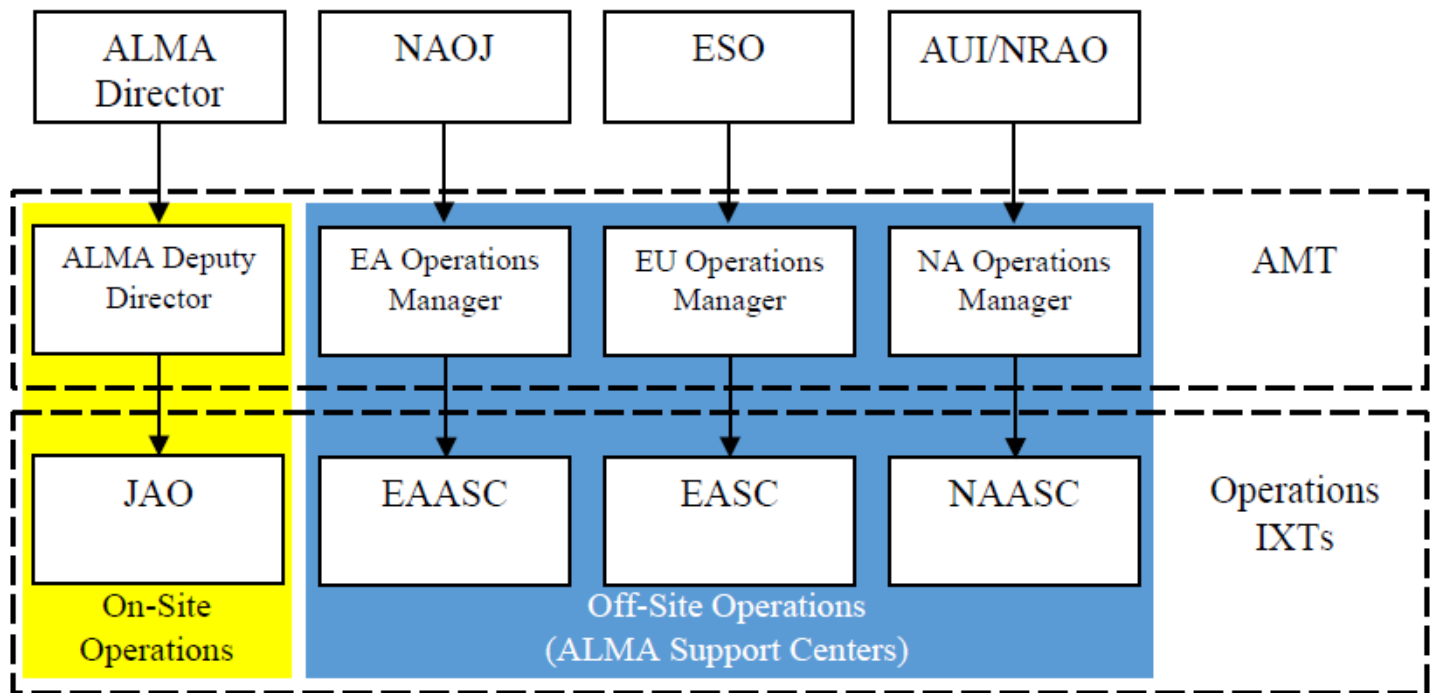 ALMA
Director
NAOJ
ESO
AUI/NRAO
ALMA Deputy
Director
EA Operations
Manager
EU Operations
Manager
NA Operations
Manager
AMT
JAO
EAASC
EASC
NAASC
Operations
IXTs
On-Site
Operations
Off-Site Operations
(ALMA Support Centers)